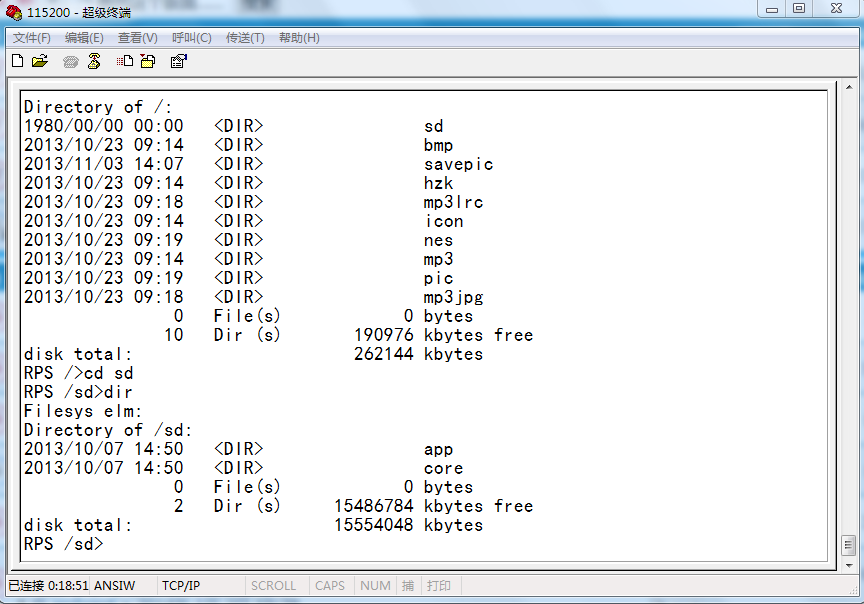 115200 - 超级终端
文件(F) 编辑(E) 查看(V) 呼叫(C) 传送(T) 帮助(H)
Directory of /:
1980/00/00 00:00 <DIR> sd
2013/10/23 09:14 <DIR> bmp
2013/11/03 14:07 <DIR> savepic
2013/10/23 09:14 <DIR> hzk
2013/10/23 09:18 <DIR> mp3lrc
2013/10/23 09:14 <DIR> icon
2013/10/23 09:19 <DIR> nes
2013/10/23 09:14 <DIR> mp3
2013/10/23 09:19 <DIR> pic
2013/10/23 09:18 <DIR> mp3jpg
0 File(s) 0 bytes
10 Dir (s) 190976 kbytes free
disk total: 262144 kbytes
RPS />cd sd
RPS /sd>dir
Filesys elm:
Directory of /sd:
2013/10/07 14:50 <DIR> app
2013/10/07 14:50 <DIR> core
0 File(s) 0 bytes
2 Dir (s) 15486784 kbytes free
disk total: 15554048 kbytes
RPS /sd>
已连接 0:18:51 ANSIW TCP/IP SCROLL CAPS NUM 捕 打印